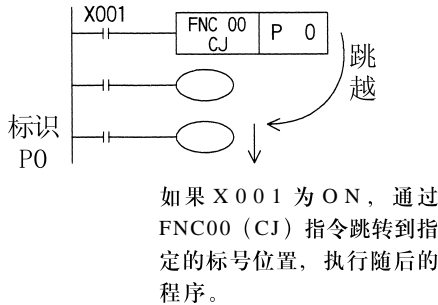 X001
FNC 00 P 0
CJ
跳越
标识
P0
如果X001为ON，通过
FNC00（CJ）指令跳转到指
定的标号位置，执行随后的
程序。